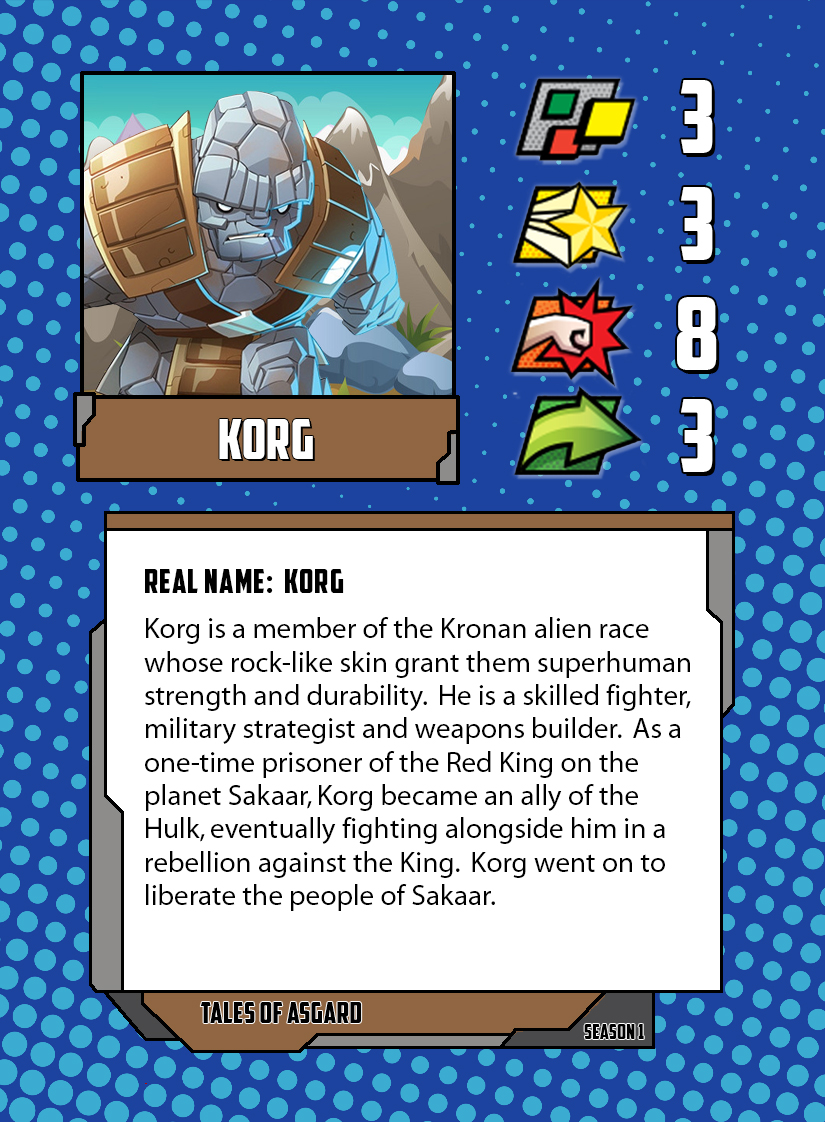 3
3
8
3
KORG
REAL NAME: KORG
Korg is a member of the Kronan alien race
whose rock-like skin grant them superhuman
strength and durability. He is a skilled fighter,
military strategist and weapons builder. As a
one-time prisoner of the Red King on the
planet Sakaar, Korg became an ally of the
Hulk, eventually fighting alongside him in a
rebellion against the King. Korg went on to
liberate the people of Sakaar.
TALES OF ASGARD
SEASON 1